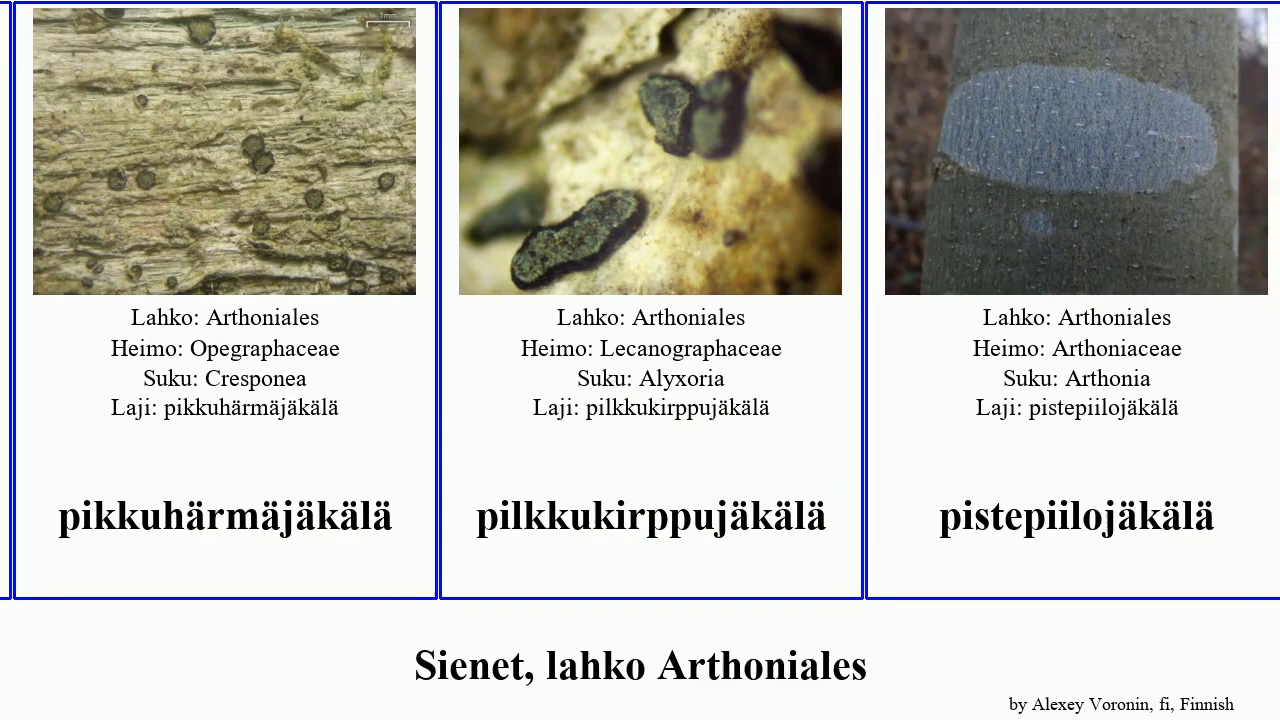 1mm
Lahko: Arthoniales
Heimo: Opegraphaceae
Suku: Cresponea
Laji: pikkuhärmäjäkälä
pikkuhärmäjäkälä
Lahko: Arthoniales
Heimo: Lecanographaceae
Suku: Alyxoria
Laji: pilkkukirppujäkälä
pilkkukirppujäkälä
Lahko: Arthoniales
Heimo: Arthoniaceae
Suku: Arthonia
Laji: pistepiilojäkälä
pistepiilojäkälä
Sienet, lahko Arthoniales
by Alexey Voronin, fi, Finnish